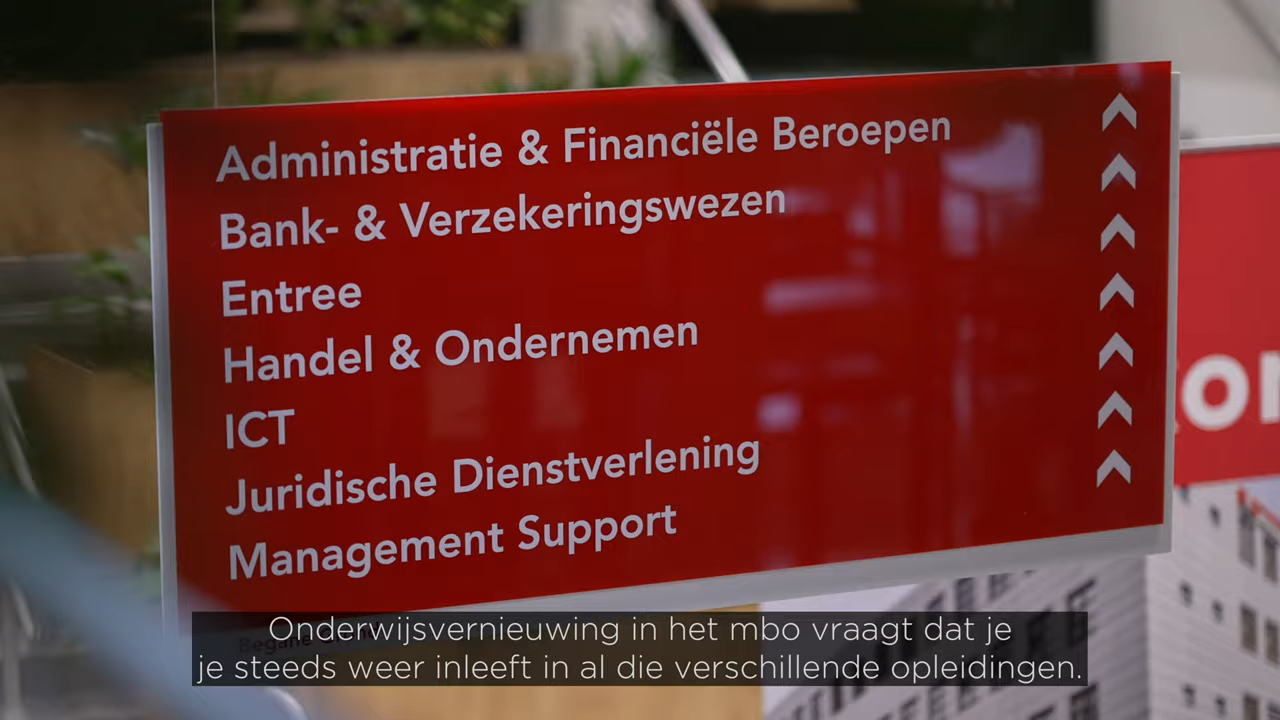 Administratie & Financiële Beroepen
Bank- & Verzekeringswezen
Entree
Handel & Ondernemen
ICT
Juridische Dienstverlening
Management Support
Onderwijsvernieuwing in het mbo vraagt dat je
je steeds weer inleeft in al die verschillende opleidingen.